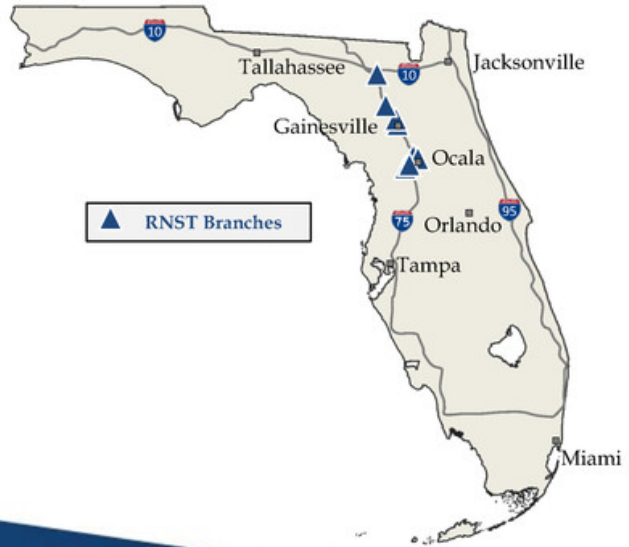 10
Tallahassee
10
Jacksonville
Gainesville
Ocala
RNST Branches
75
Orlando
95
Tampa
Miami